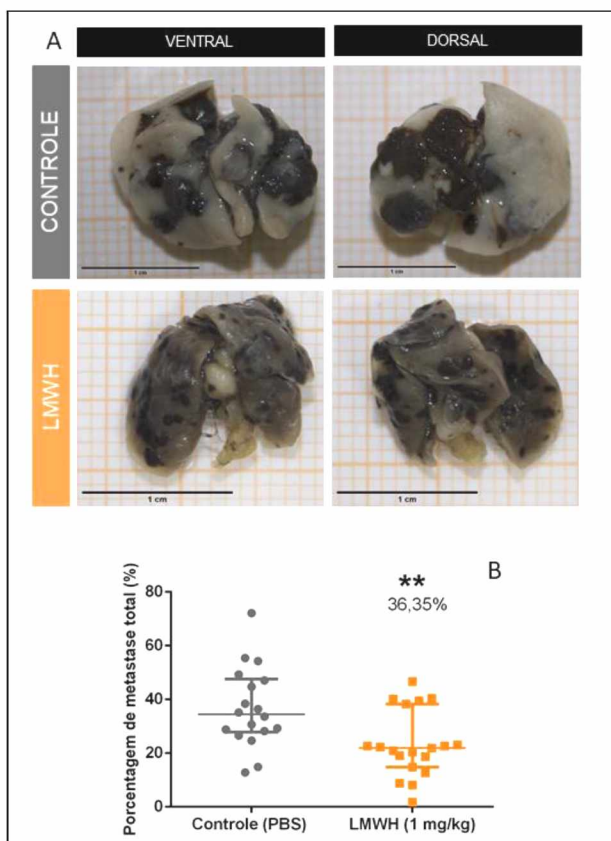 A
VENTRAL
DORSAL
CONTROLE
1 cm
1 cm
LMWH
1 cm
1 cm
B
Porcentagem de metastase total (%)
80
60
40
20
0
**
36,35%
Controle (PBS)
LMWH (1 mg/kg)